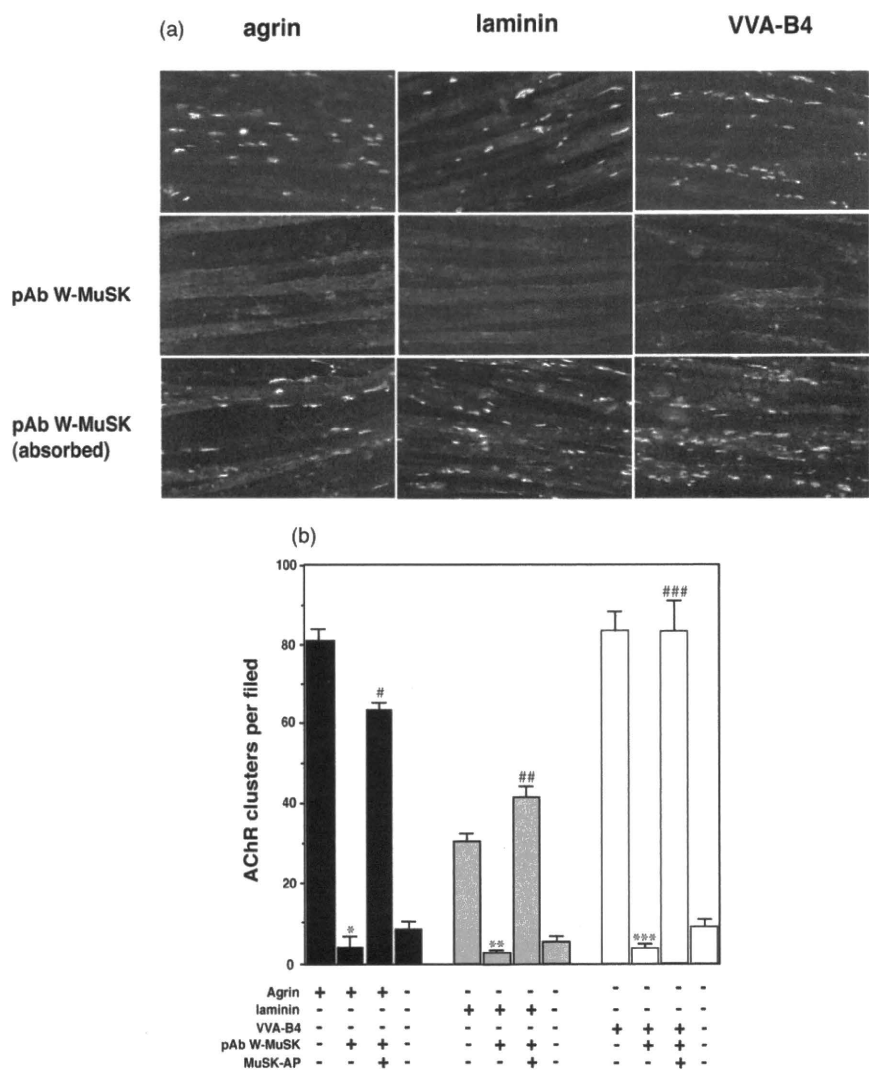 (a) agrin laminin VVA-B4
pAb W-MuSK
pAb W-MuSK
(absorbed)
(b)
100
80
60
40
20
0
AChR clusters per filed
* # ** ## *** ###
Agrin + + + - - - - - - - - -
laminin - - - - + + + - - - - -
VVA-B4 - - - - - - - - + + + -
pAb W-MuSK - + + - - + + - - + + -
MuSK-AP + + +
- - -